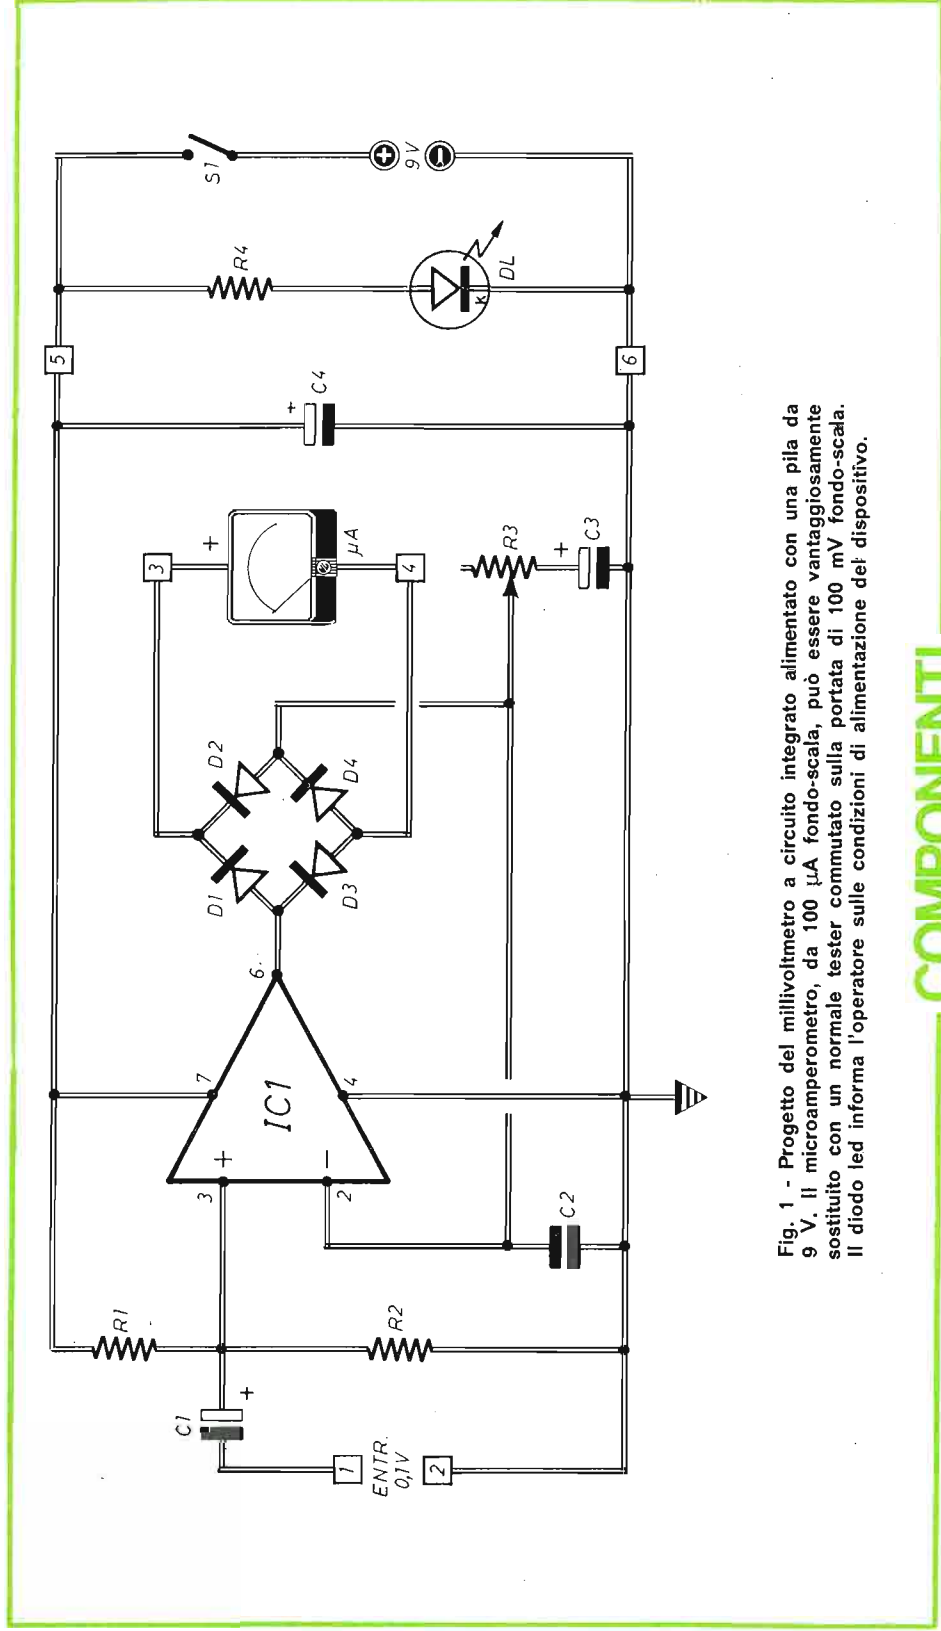 R1
C1
+
1
ENTR.
0,1V
2
R2
3
+
2
−
IC1
7
4
6
C2
D1
D2
D3
D4
3
+
µA
4
R3
+
C3
+
C4
5
6
R4
DL
K
S1
+
9V
−
Fig. 1 - Progetto del millivoltmetro a circuito integrato alimentato con una pila da
9 V. Il microamperometro, da 100 µA fondo-scala, può essere vantaggiosamente
sostituito con un normale tester commutato sulla portata di 100 mV fondo-scala.
Il diodo led informa l'operatore sulle condizioni di alimentazione del dispositivo.
COMPONENTI